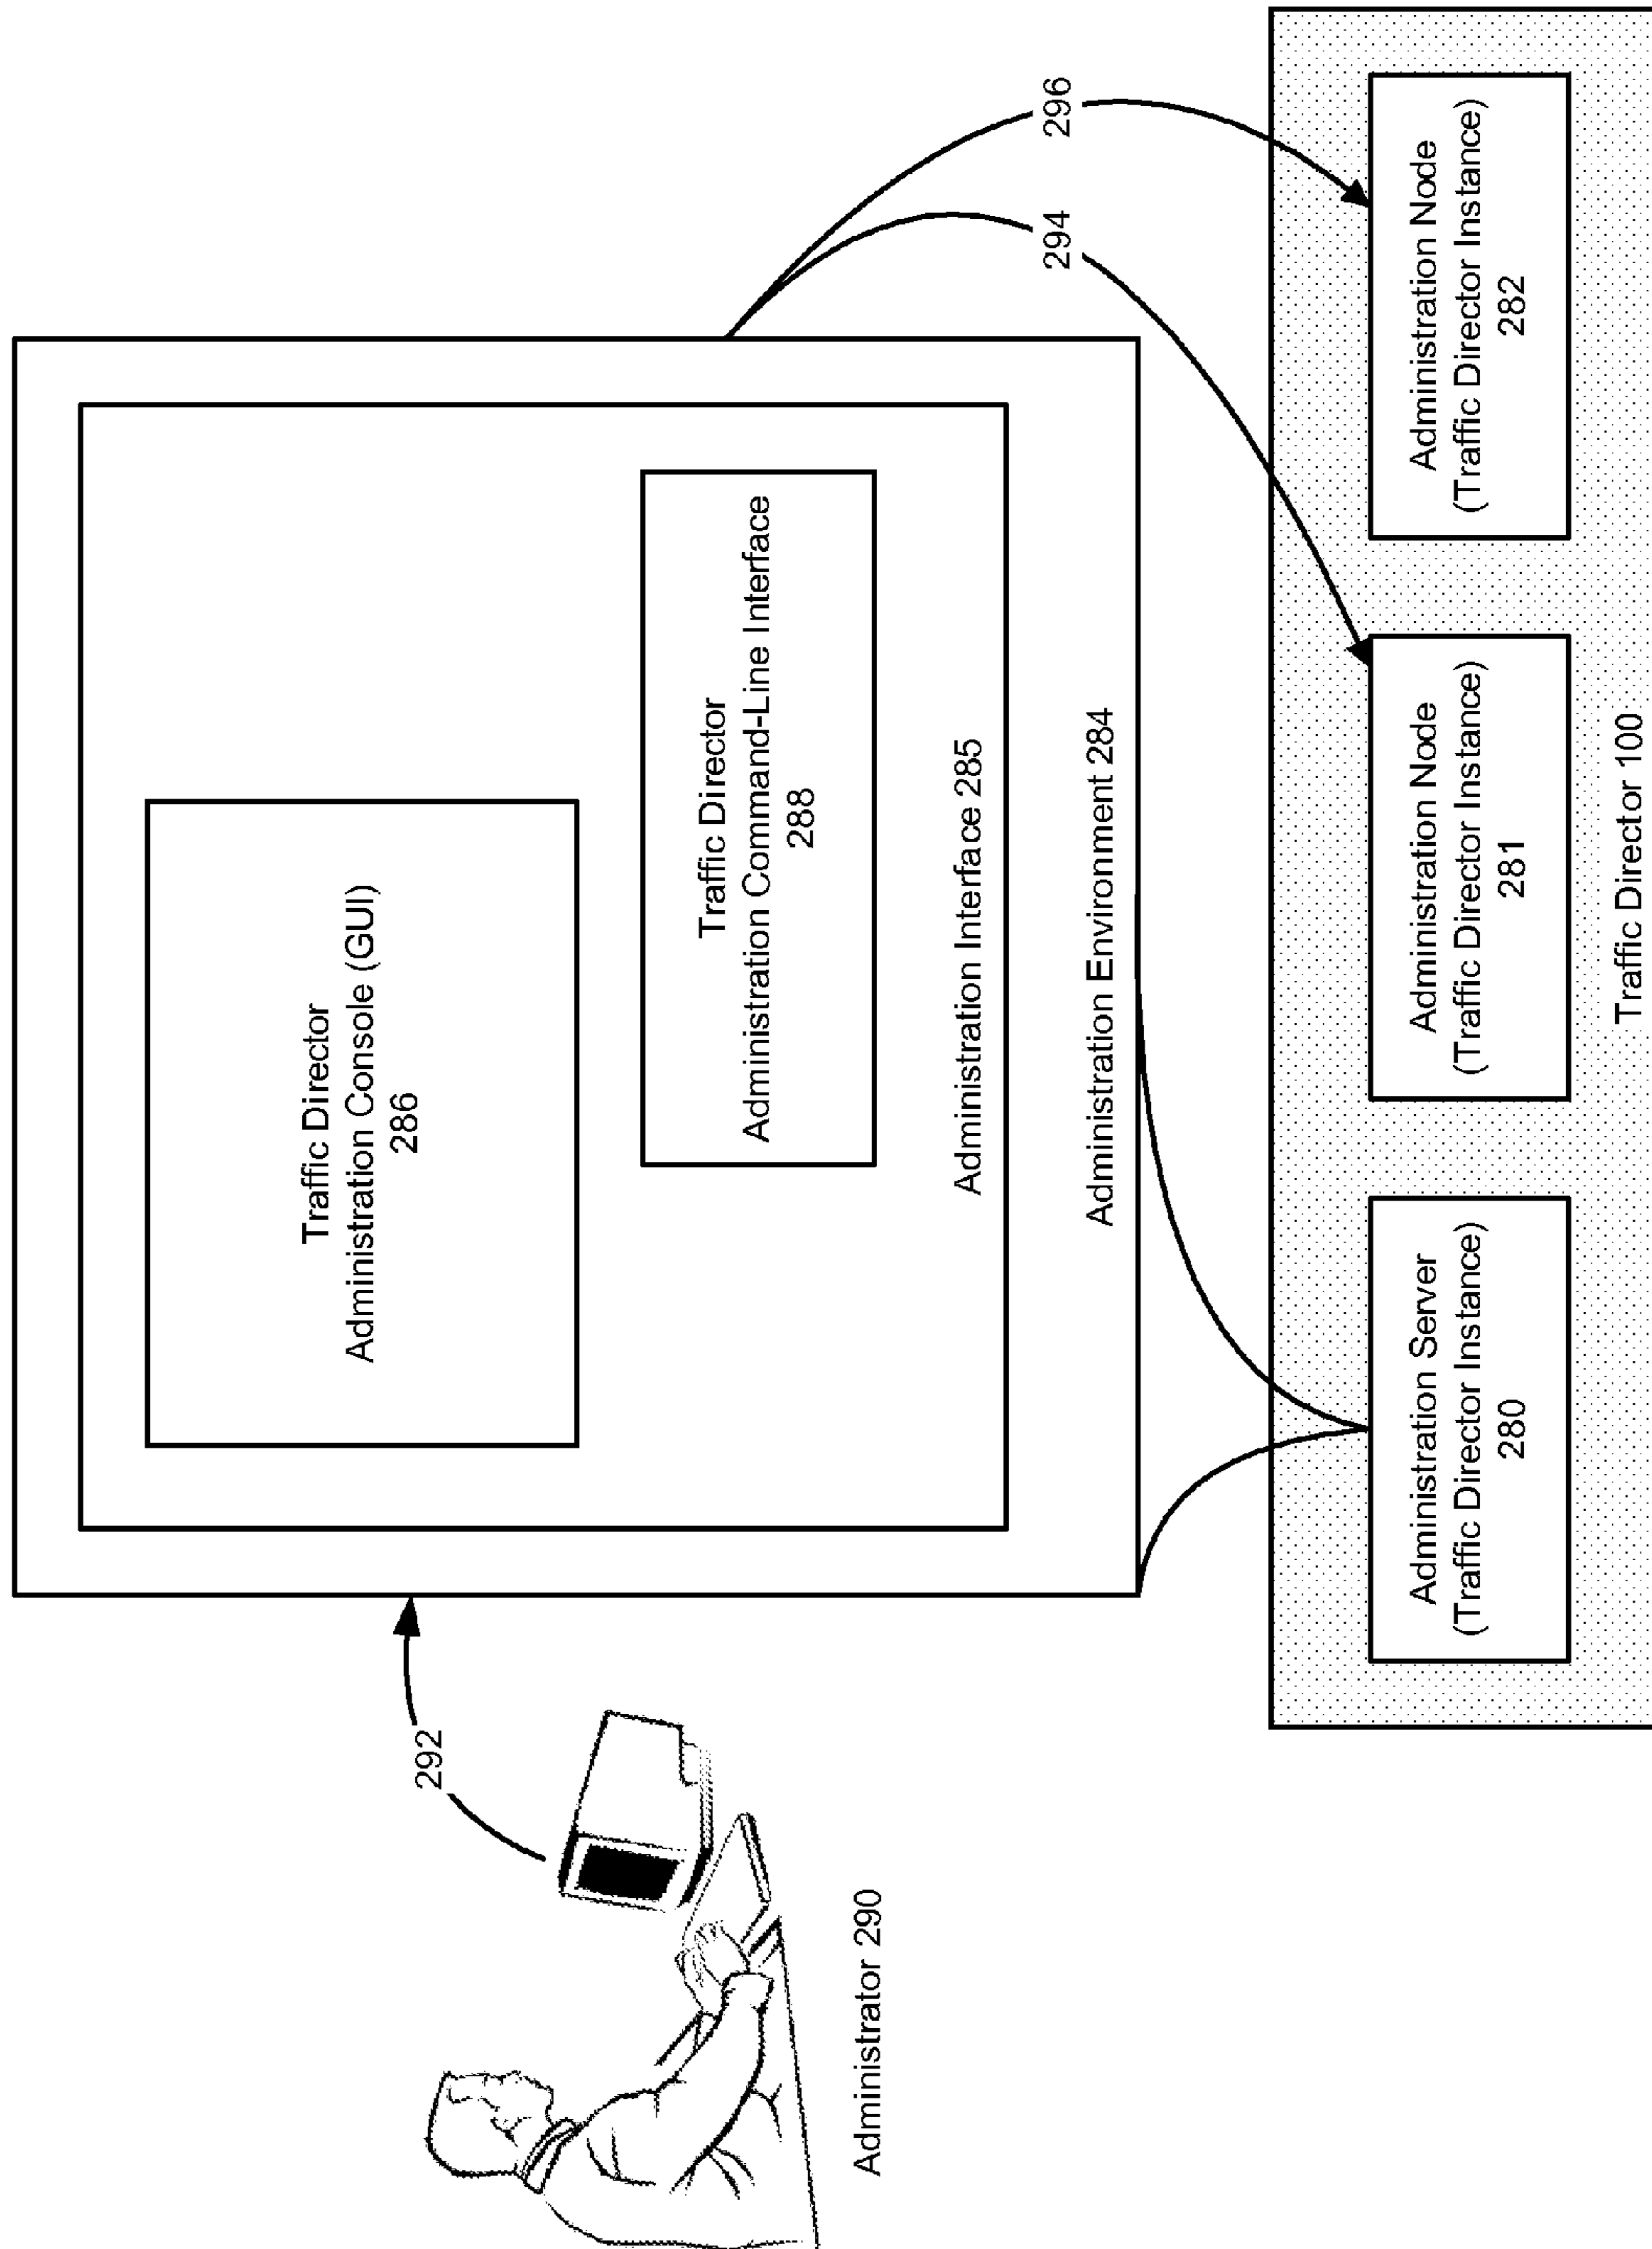 Traffic Director
Administration Console (GUI)
286
Traffic Director
Administration Command-Line Interface
288
Administration Interface 285
Administration Environment 284
292
Administrator 290
294
296
Administration Server
(Traffic Director Instance)
280
Administration Node
(Traffic Director Instance)
281
Administration Node
(Traffic Director Instance)
282
Traffic Director 100